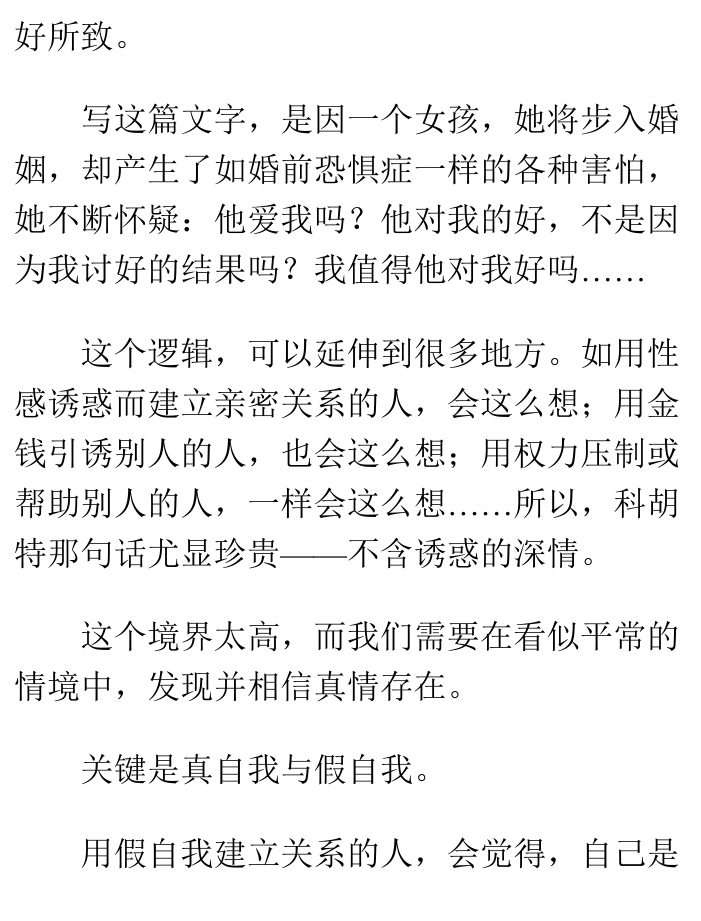 好所致。
写这篇文字，是因一个女孩，她将步入婚
姻，却产生了如婚前恐惧症一样的各种害怕，
她不断怀疑：他爱我吗？他对我的好，不是因
为我讨好的结果吗？我值得他对我好吗……
这个逻辑，可以延伸到很多地方。如用性
感诱惑而建立亲密关系的人，会这么想；用金
钱引诱别人的人，也会这么想；用权力压制或
帮助别人的人，一样会这么想……所以，科胡
特那句话尤显珍贵——不含诱惑的深情。
这个境界太高，而我们需要在看似平常的
情境中，发现并相信真情存在。
关键是真自我与假自我。
用假自我建立关系的人，会觉得，自己是